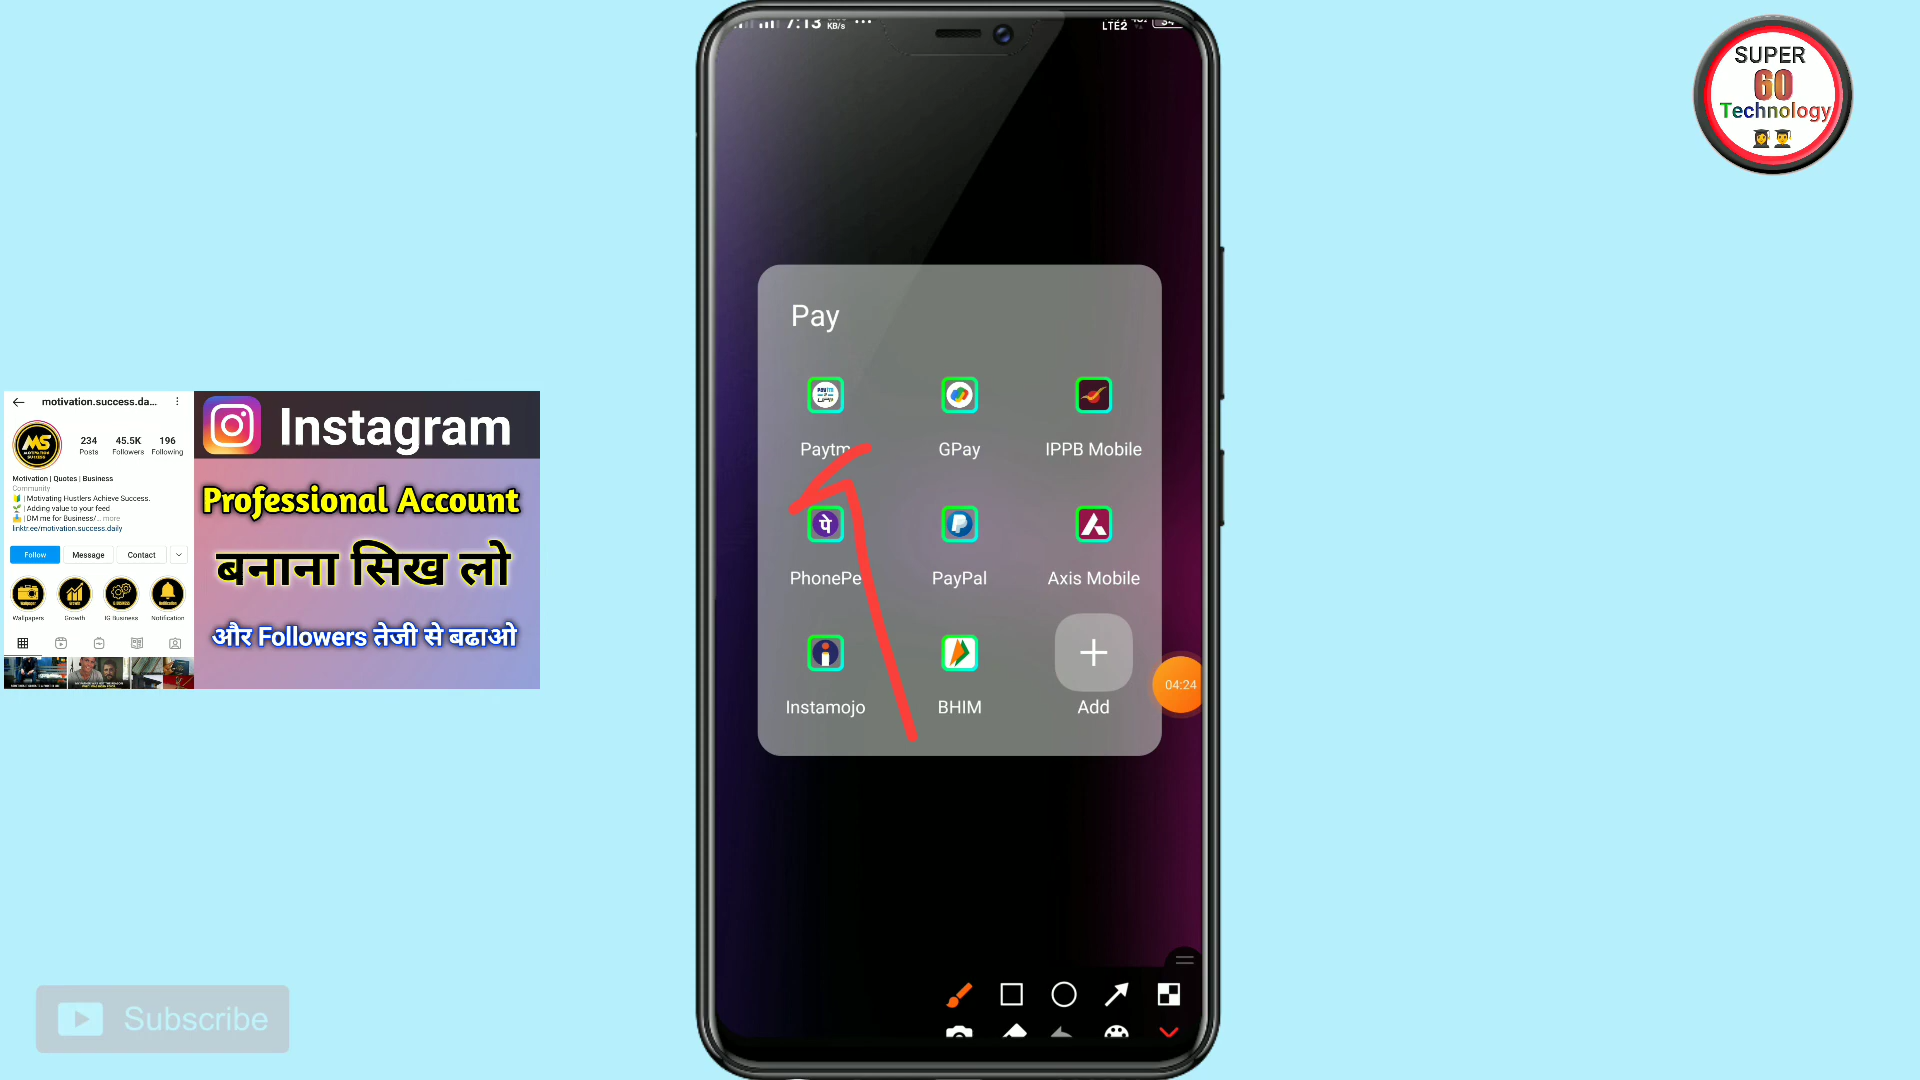 7:13 KB/s
LTE2
SUPER
60
Technology
Pay
Paytm GPay IPPB Mobile
PhonePe PayPal Axis Mobile
Instamojo BHIM Add
04:24
motivation.success.da...
234 45.5K 196
Posts Followers Following
Motivation | Quotes | Business
Community
| Motivating Hustlers Achieve Success.
| Adding value to your feed
| DM me for Business/... more
linktr.ee/motivation.success.daily
Follow Message Contact
Wallpapers Growth IG Business Notification
MS
Instagram
Professional Account
बनाना सिख लो
और Followers तेजी से बढाओ
Subscribe